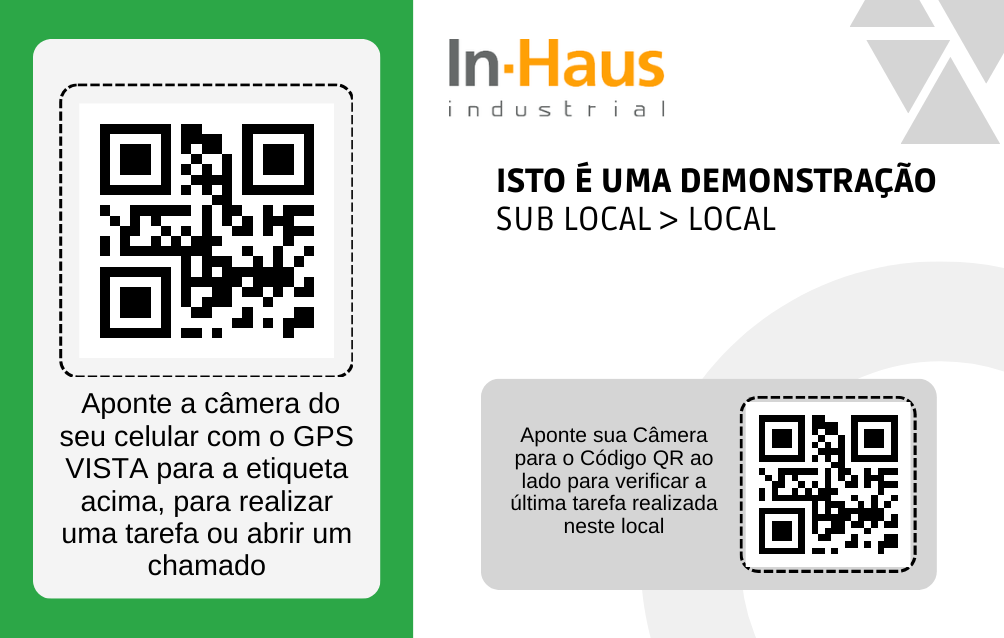 Aponte a câmera do
seu celular com o GPS
VISTA para a etiqueta
acima, para realizar
uma tarefa ou abrir um
chamado
In·Haus
industrial
ISTO É UMA DEMONSTRAÇÃO
SUB LOCAL > LOCAL
Aponte sua Câmera
para o Código QR ao
lado para verificar a
última tarefa realizada
neste local